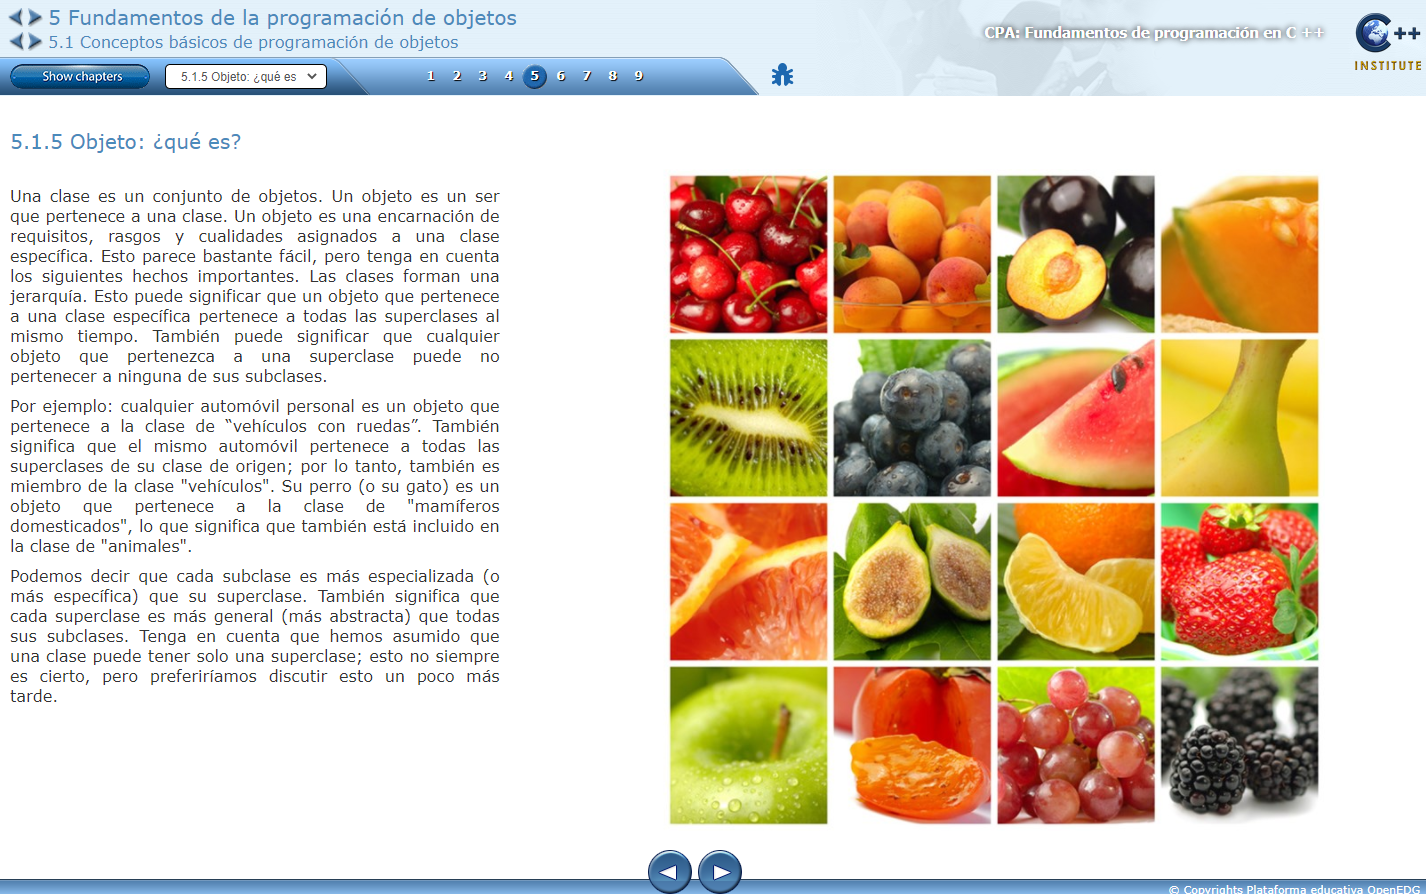 5 Fundamentos de la programación de objetos
5.1 Conceptos básicos de programación de objetos
CPA: Fundamentos de programación en C ++
C++
INSTITUTE
Show chapters
5.1.5 Objeto: ¿qué es
1 2 3 4 5 6 7 8 9
5.1.5 Objeto: ¿qué es?
Una clase es un conjunto de objetos. Un objeto es un ser
que pertenece a una clase. Un objeto es una encarnación de
requisitos, rasgos y cualidades asignados a una clase
específica. Esto parece bastante fácil, pero tenga en cuenta
los siguientes hechos importantes. Las clases forman una
jerarquía. Esto puede significar que un objeto que pertenece
a una clase específica pertenece a todas las superclases al
mismo tiempo. También puede significar que cualquier
objeto que pertenezca a una superclase puede no
pertenecer a ninguna de sus subclases.
Por ejemplo: cualquier automóvil personal es un objeto que
pertenece a la clase de “vehículos con ruedas”. También
significa que el mismo automóvil pertenece a todas las
superclases de su clase de origen; por lo tanto, también es
miembro de la clase "vehículos". Su perro (o su gato) es un
objeto que pertenece a la clase de "mamíferos
domesticados", lo que significa que también está incluido en
la clase de "animales".
Podemos decir que cada subclase es más especializada (o
más específica) que su superclase. También significa que
cada superclase es más general (más abstracta) que todas
sus subclases. Tenga en cuenta que hemos asumido que
una clase puede tener solo una superclase; esto no siempre
es cierto, pero preferiríamos discutir esto un poco más
tarde.
© Copyrights Plataforma educativa OpenEDG